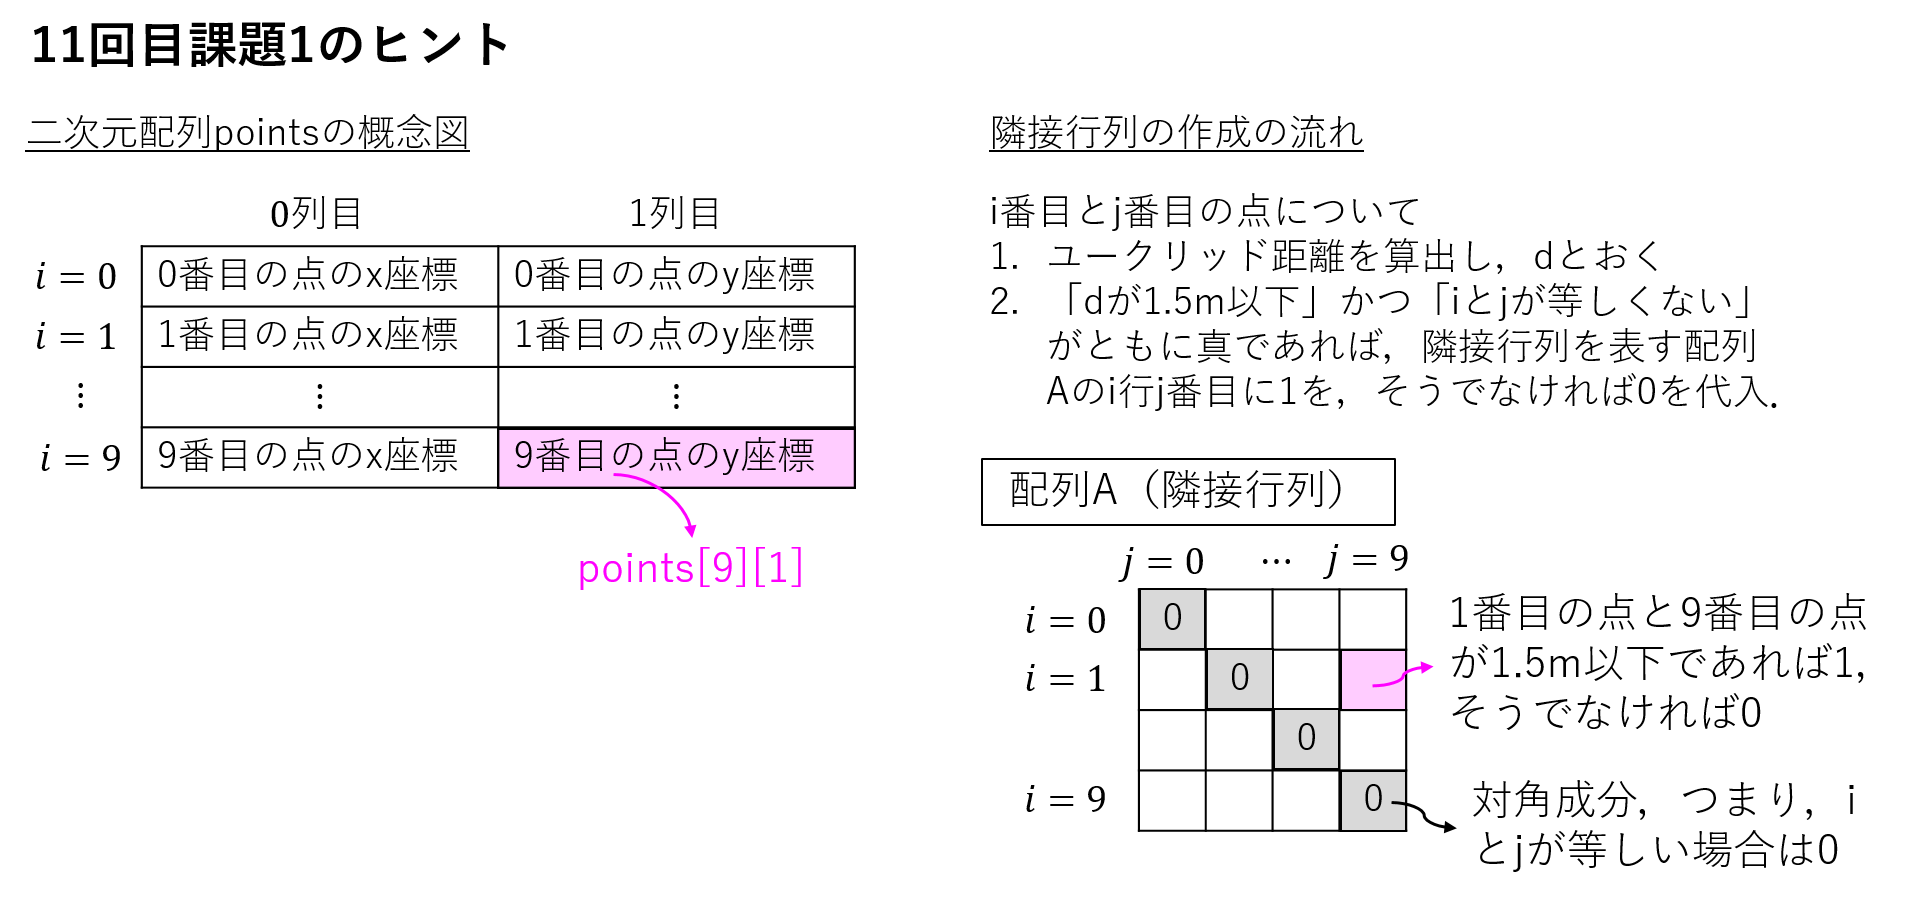 11回目課題1のヒント
二次元配列pointsの概念図
0列目 1列目
i = 0 0番目の点のx座標 0番目の点のy座標
i = 1 1番目の点のx座標 1番目の点のy座標
⋮ ⋮ ⋮
i = 9 9番目の点のx座標 9番目の点のy座標
points[9][1]
隣接行列の作成の流れ
i番目とj番目の点について
1. ユークリッド距離を算出し，dとおく
2. 「dが1.5m以下」かつ「iとjが等しくない」
がともに真であれば，隣接行列を表す配列
Aのi行j番目に1を，そうでなければ0を代入．
配列A（隣接行列）
j = 0 … j = 9
i = 0 0
i = 1 0
0
i = 9 0
1番目の点と9番目の点
が1.5m以下であれば1,
そうでなければ0
対角成分，つまり，i
とjが等しい場合は0